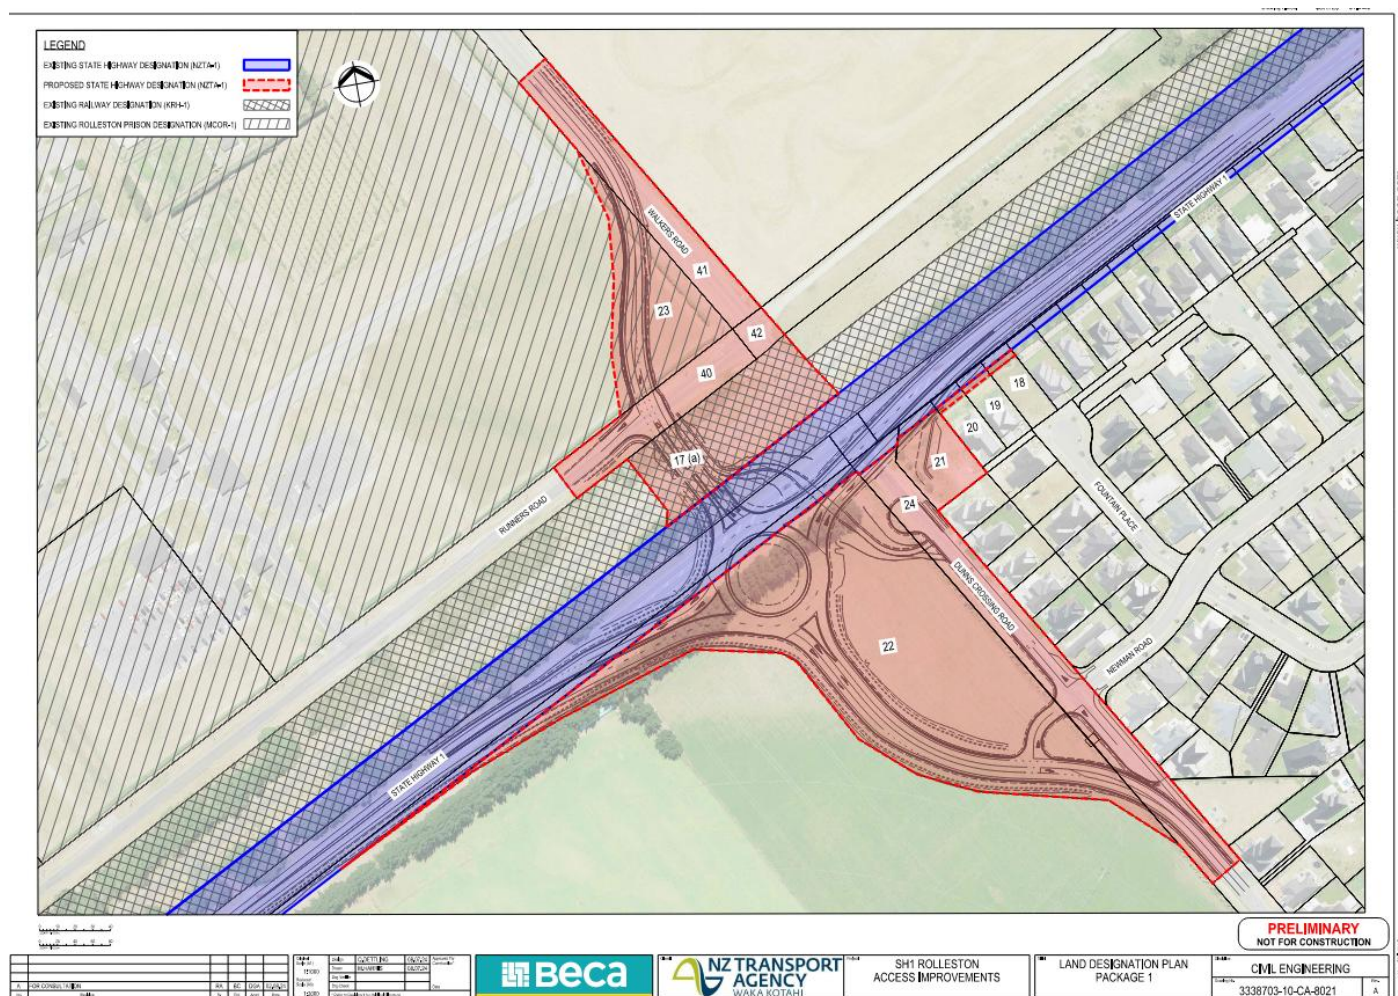 LEGEND
EXISTING STATE HIGHWAY DESIGNATION (NZTA-1)
PROPOSED STATE HIGHWAY DESIGNATION (NZTA-1)
EXISTING RAILWAY DESIGNATION (KRH-1)
EXISTING ROLLESTON PRISON DESIGNATION (MCOR-1)
WALKERS ROAD
STATE HIGHWAY 1
41
23
42
40
18
19
20
17 (a)
21
24
RUNNERS ROAD
FOUNTAIN PLACE
DUNNS CROSSING ROAD
22
NEWMAN ROAD
STATE HIGHWAY 1
PRELIMINARY
NOT FOR CONSTRUCTION
A FOR CONSULTATION
Beca
NZ TRANSPORT
AGENCY
WAKA KOTAHI
SH1 ROLLESTON
ACCESS IMPROVEMENTS
LAND DESIGNATION PLAN
PACKAGE 1
CIVIL ENGINEERING
3338703-10-CA-8021
A